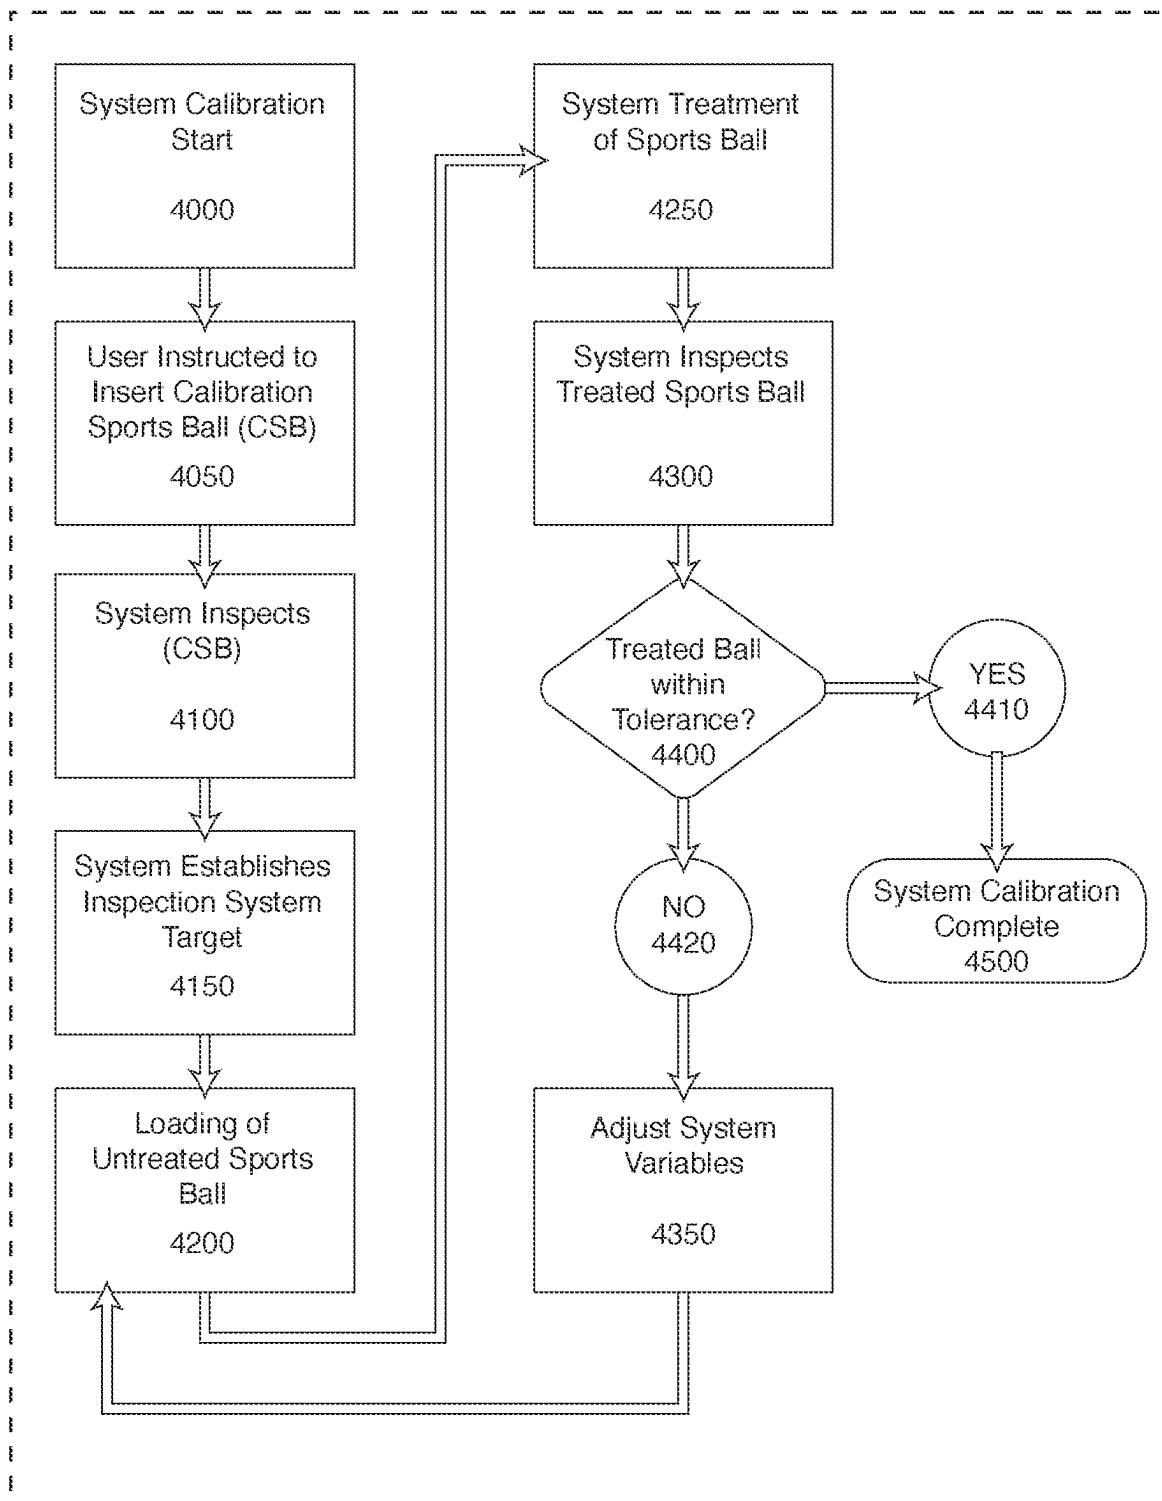 System Calibration
Start
4000
User Instructed to
Insert Calibration
Sports Ball (CSB)
4050
System Inspects
(CSB)
4100
System Establishes
Inspection System
Target
4150
Loading of
Untreated Sports
Ball
4200
System Treatment
of Sports Ball
4250
System Inspects
Treated Sports Ball
4300
Treated Ball
within
Tolerance?
4400
YES
4410
NO
4420
System Calibration
Complete
4500
Adjust System
Variables
4350